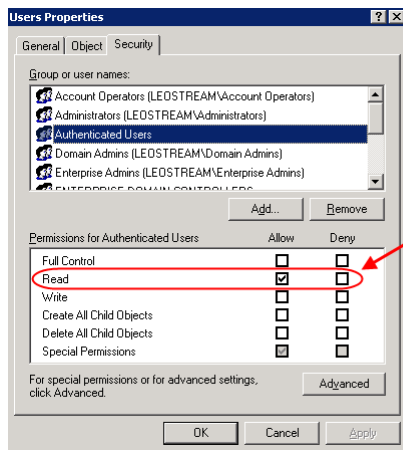 Users Properties
General Object Security
Group or user names:
Account Operators (LEOSTREAM\Account Operators)
Administrators (LEOSTREAM\Administrators)
Authenticated Users
Domain Admins (LEOSTREAM\Domain Admins)
Enterprise Admins (LEOSTREAM\Enterprise Admins)
ENTERPRISE DOMAIN CONTROLLERS
Add... Remove
Permissions for Authenticated Users Allow Deny
Full Control
Read
Write
Create All Child Objects
Delete All Child Objects
Special Permissions
For special permissions or for advanced settings,
click Advanced.
Advanced
OK Cancel Apply